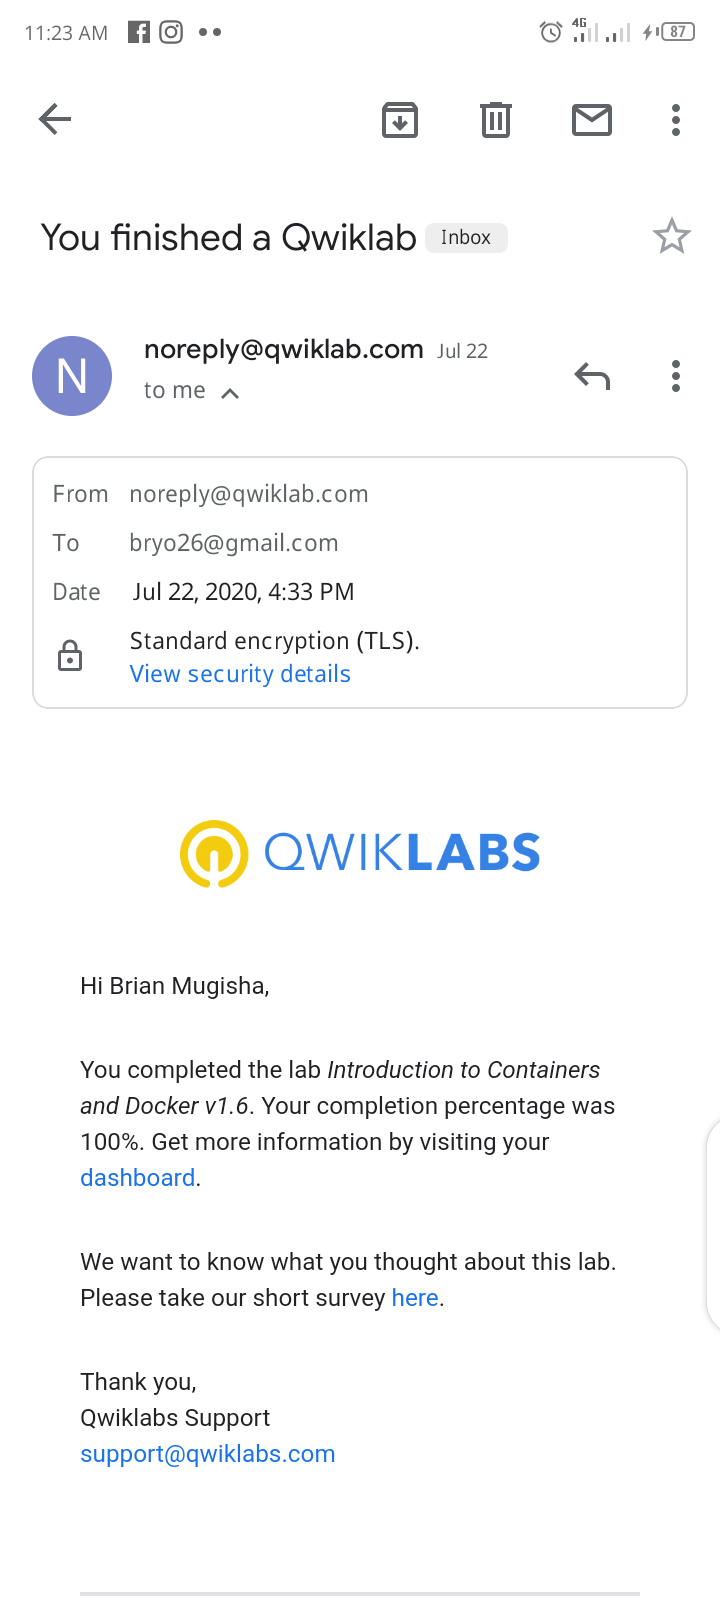 11:23 AM 4G 87
You finished a Qwiklab Inbox
N
noreply@qwiklab.com Jul 22
to me
From noreply@qwiklab.com
To bryo26@gmail.com
Date Jul 22, 2020, 4:33 PM
Standard encryption (TLS).
View security details
QWIKLABS
Hi Brian Mugisha,
You completed the lab Introduction to Containers
and Docker v1.6. Your completion percentage was
100%. Get more information by visiting your
dashboard.
We want to know what you thought about this lab.
Please take our short survey here.
Thank you,
Qwiklabs Support
support@qwiklabs.com